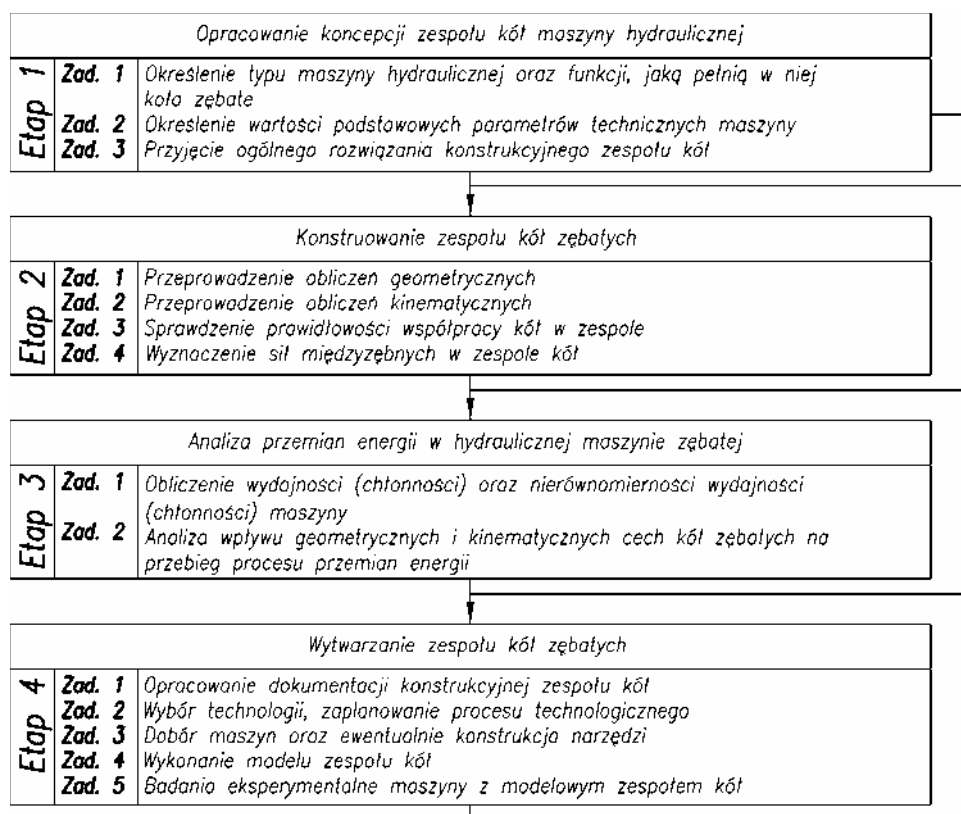 Opracowanie koncepcji zespołu kół maszyny hydraulicznej
Etap 1
Zad. 1 Określenie typu maszyny hydraulicznej oraz funkcji, jaką pełnią w niej
koła zębate
Zad. 2 Określenie wartości podstawowych parametrów technicznych maszyny
Zad. 3 Przyjęcie ogólnego rozwiązania konstrukcyjnego zespołu kół
Konstruowanie zespołu kół zębatych
Etap 2
Zad. 1 Przeprowadzenie obliczeń geometrycznych
Zad. 2 Przeprowadzenie obliczeń kinematycznych
Zad. 3 Sprawdzenie prawidłowości współpracy kół w zespole
Zad. 4 Wyznaczenie sił międzyzębnych w zespole kół
Analiza przemian energii w hydraulicznej maszynie zębatej
Etap 3
Zad. 1 Obliczenie wydajności (chłonności) oraz nierównomierności wydajności
(chłonności) maszyny
Zad. 2 Analiza wpływu geometrycznych i kinematycznych cech kół zębatych na
przebieg procesu przemian energii
Wytwarzanie zespołu kół zębatych
Etap 4
Zad. 1 Opracowanie dokumentacji konstrukcyjnej zespołu kół
Zad. 2 Wybór technologii, zaplanowanie procesu technologicznego
Zad. 3 Dobór maszyn oraz ewentualnie konstrukcja narzędzi
Zad. 4 Wykonanie modelu zespołu kół
Zad. 5 Badania eksperymentalne maszyny z modelowym zespołem kół